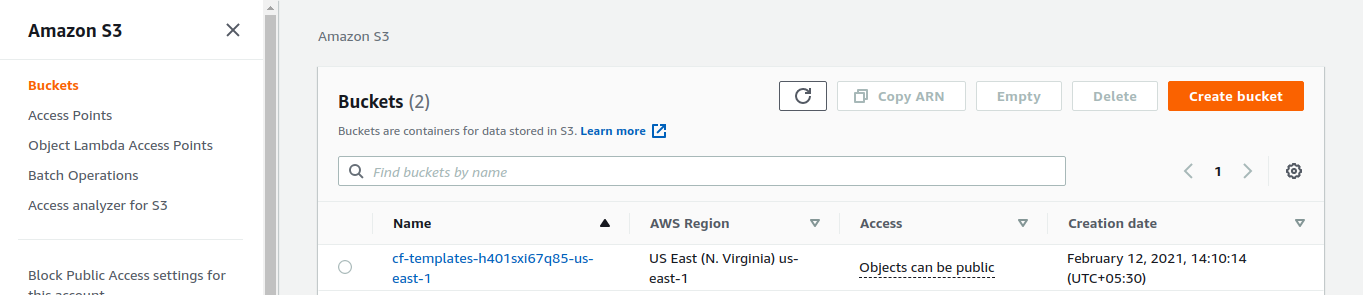 Amazon S3
Buckets
Access Points
Object Lambda Access Points
Batch Operations
Access analyzer for S3
Block Public Access settings for
this account
Amazon S3
Buckets (2)
Copy ARN
Empty
Delete
Create bucket
Buckets are containers for data stored in S3. Learn more
Find buckets by name
1
Name
AWS Region
Access
Creation date
cf-templates-h401sxi67q85-us-
east-1
US East (N. Virginia) us-
east-1
Objects can be public
February 12, 2021, 14:10:14
(UTC+05:30)